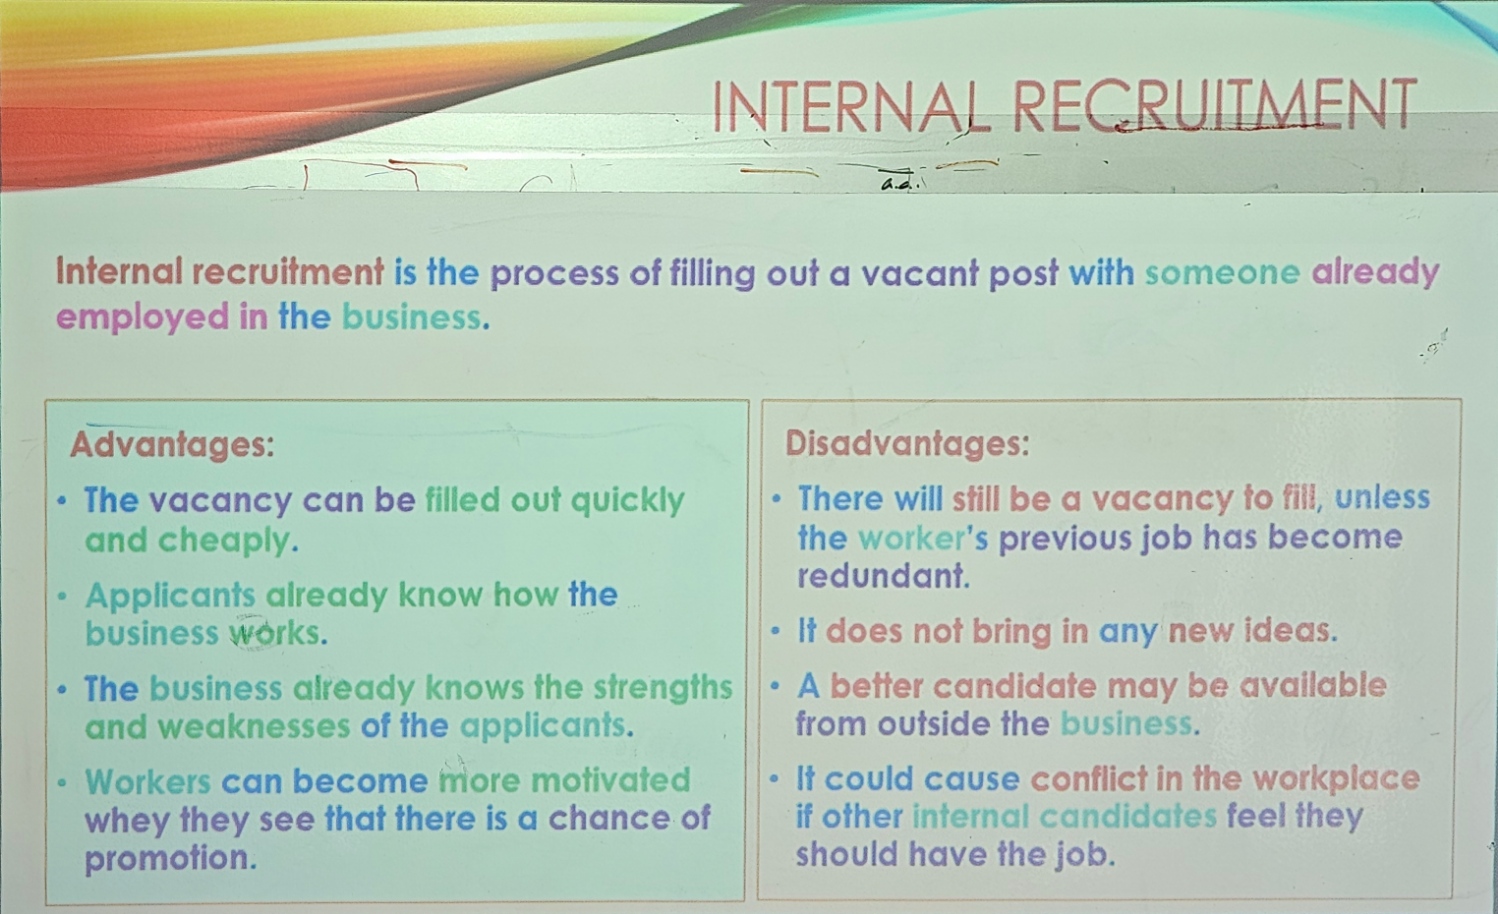 INTERNAL RECRUITMENT
a.d.
Internal recruitment is the process of filling out a vacant post with someone already
employed in the business.
Advantages:
• The vacancy can be filled out quickly
and cheaply.
• Applicants already know how the
business works.
• The business already knows the strengths
and weaknesses of the applicants.
• Workers can become more motivated
whey they see that there is a chance of
promotion.
Disadvantages:
• There will still be a vacancy to fill, unless
the worker's previous job has become
redundant.
• It does not bring in any new ideas.
• A better candidate may be available
from outside the business.
• It could cause conflict in the workplace
if other internal candidates feel they
should have the job.